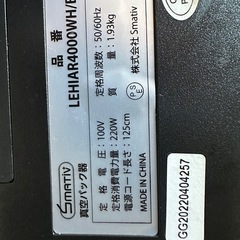 品番
LEHIAR4000WH/
定格周波数：50/60Hz
質量：1.93kg
株式会社 Smativ
PSE
SMATIV
真空パック器
定格電圧：100V
定格消費電力量：220W
電源コード長さ：125cm
MADE IN CHINA
GG20220404257